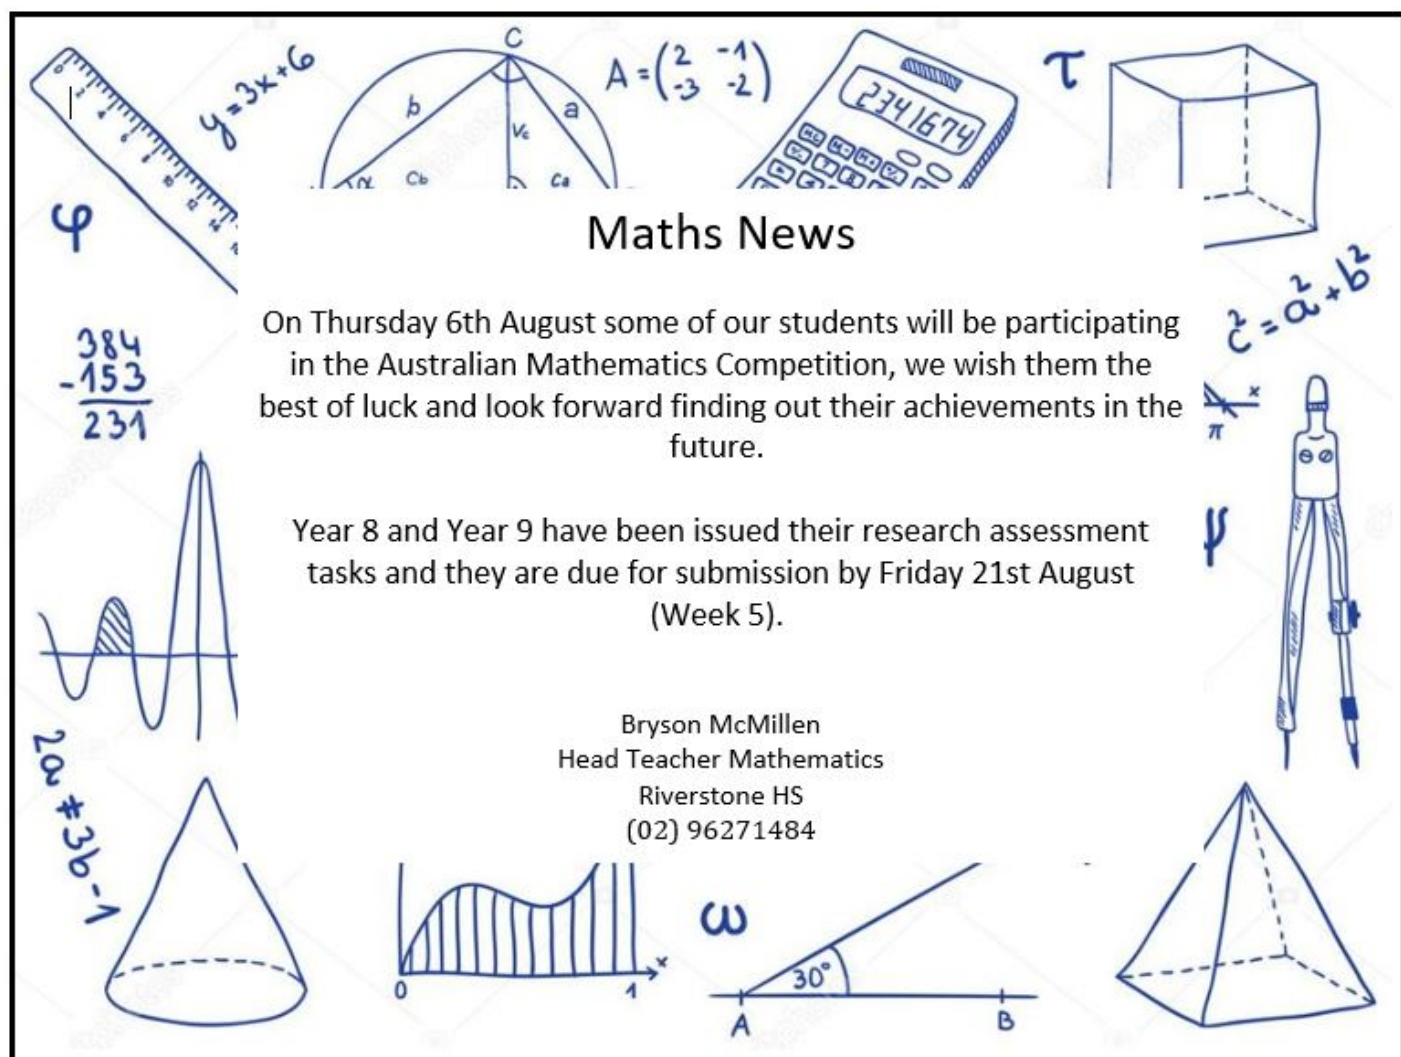 y = 3x + 6
C
b
a
Vc
α
Cb
Ca
A = (2 -1
-3 -2)
2341674
τ
φ
Maths News
c² = a² + b²
On Thursday 6th August some of our students will be participating
in the Australian Mathematics Competition, we wish them the
best of luck and look forward finding out their achievements in the
future.
384
-153
231
x
π
Year 8 and Year 9 have been issued their research assessment
tasks and they are due for submission by Friday 21st August
(Week 5).
ψ
Bryson McMillen
Head Teacher Mathematics
Riverstone HS
(02) 96271484
2a ≠ 3b - 1
0
1
x
ω
30°
A
B